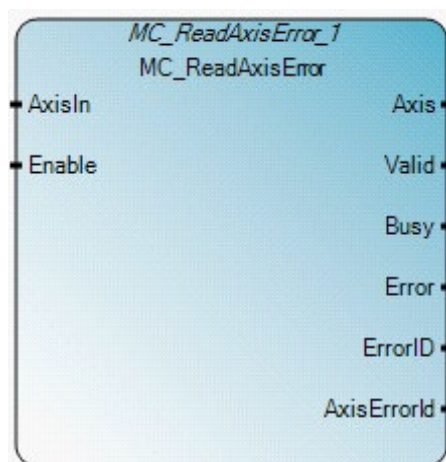 MC_ReadAxisError_1
MC_ReadAxisError
AxisIn Axis
Enable Valid
Busy
Error
ErrorID
AxisErrorId